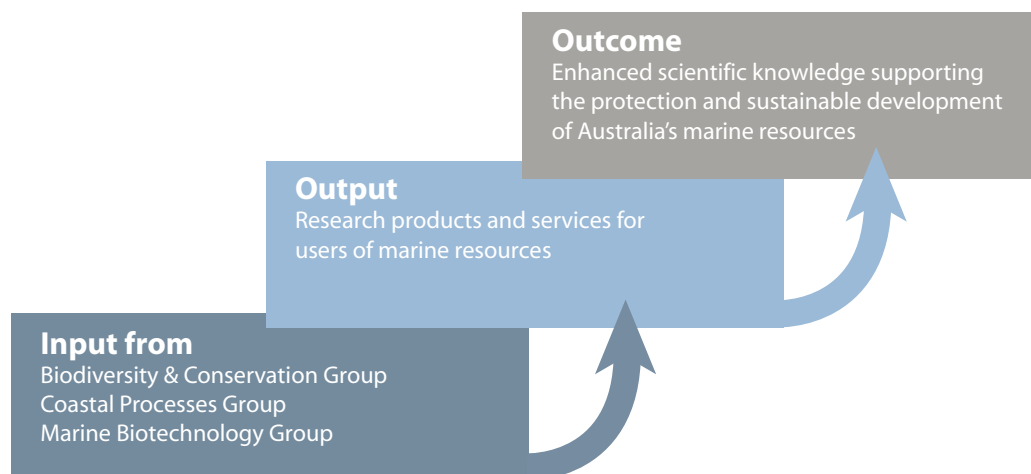 Outcome
Enhanced scientific knowledge supporting
the protection and sustainable development
of Australia's marine resources
Output
Research products and services for
users of marine resources
Input from
Biodiversity & Conservation Group
Coastal Processes Group
Marine Biotechnology Group